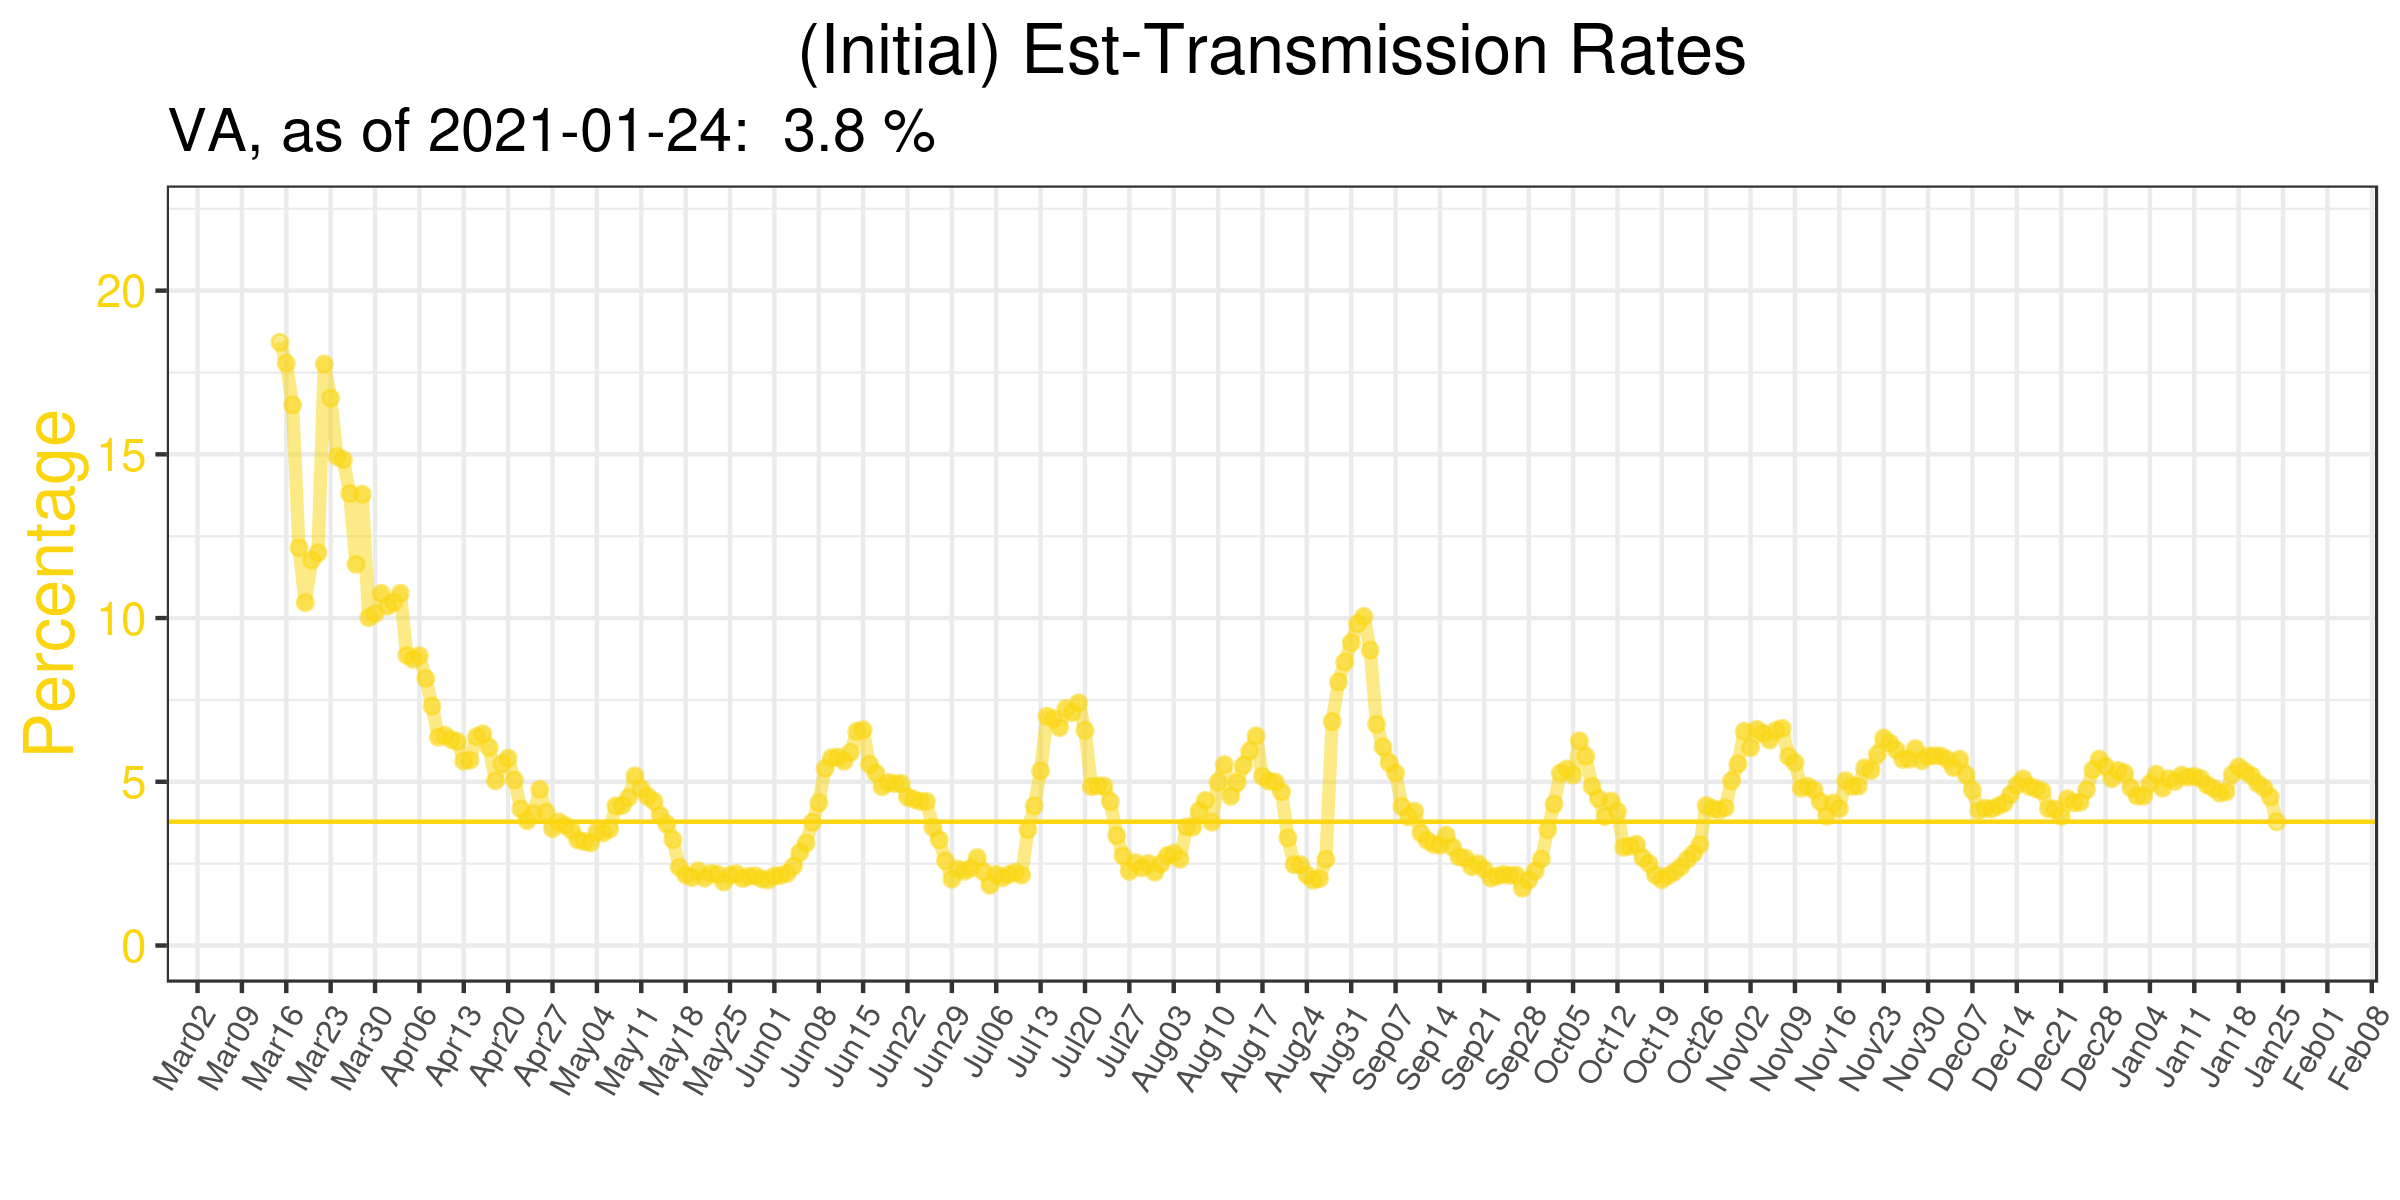 (Initial) Est-Transmission Rates
VA, as of 2021-01-24:  3.8 %
Percentage
20
15
10
5
0
Mar02
Mar09
Mar16
Mar23
Mar30
Apr06
Apr13
Apr20
Apr27
May04
May11
May18
May25
Jun01
Jun08
Jun15
Jun22
Jun29
Jul06
Jul13
Jul20
Jul27
Aug03
Aug10
Aug17
Aug24
Aug31
Sep07
Sep14
Sep21
Sep28
Oct05
Oct12
Oct19
Oct26
Nov02
Nov09
Nov16
Nov23
Nov30
Dec07
Dec14
Dec21
Dec28
Jan04
Jan11
Jan18
Jan25
Feb01
Feb08